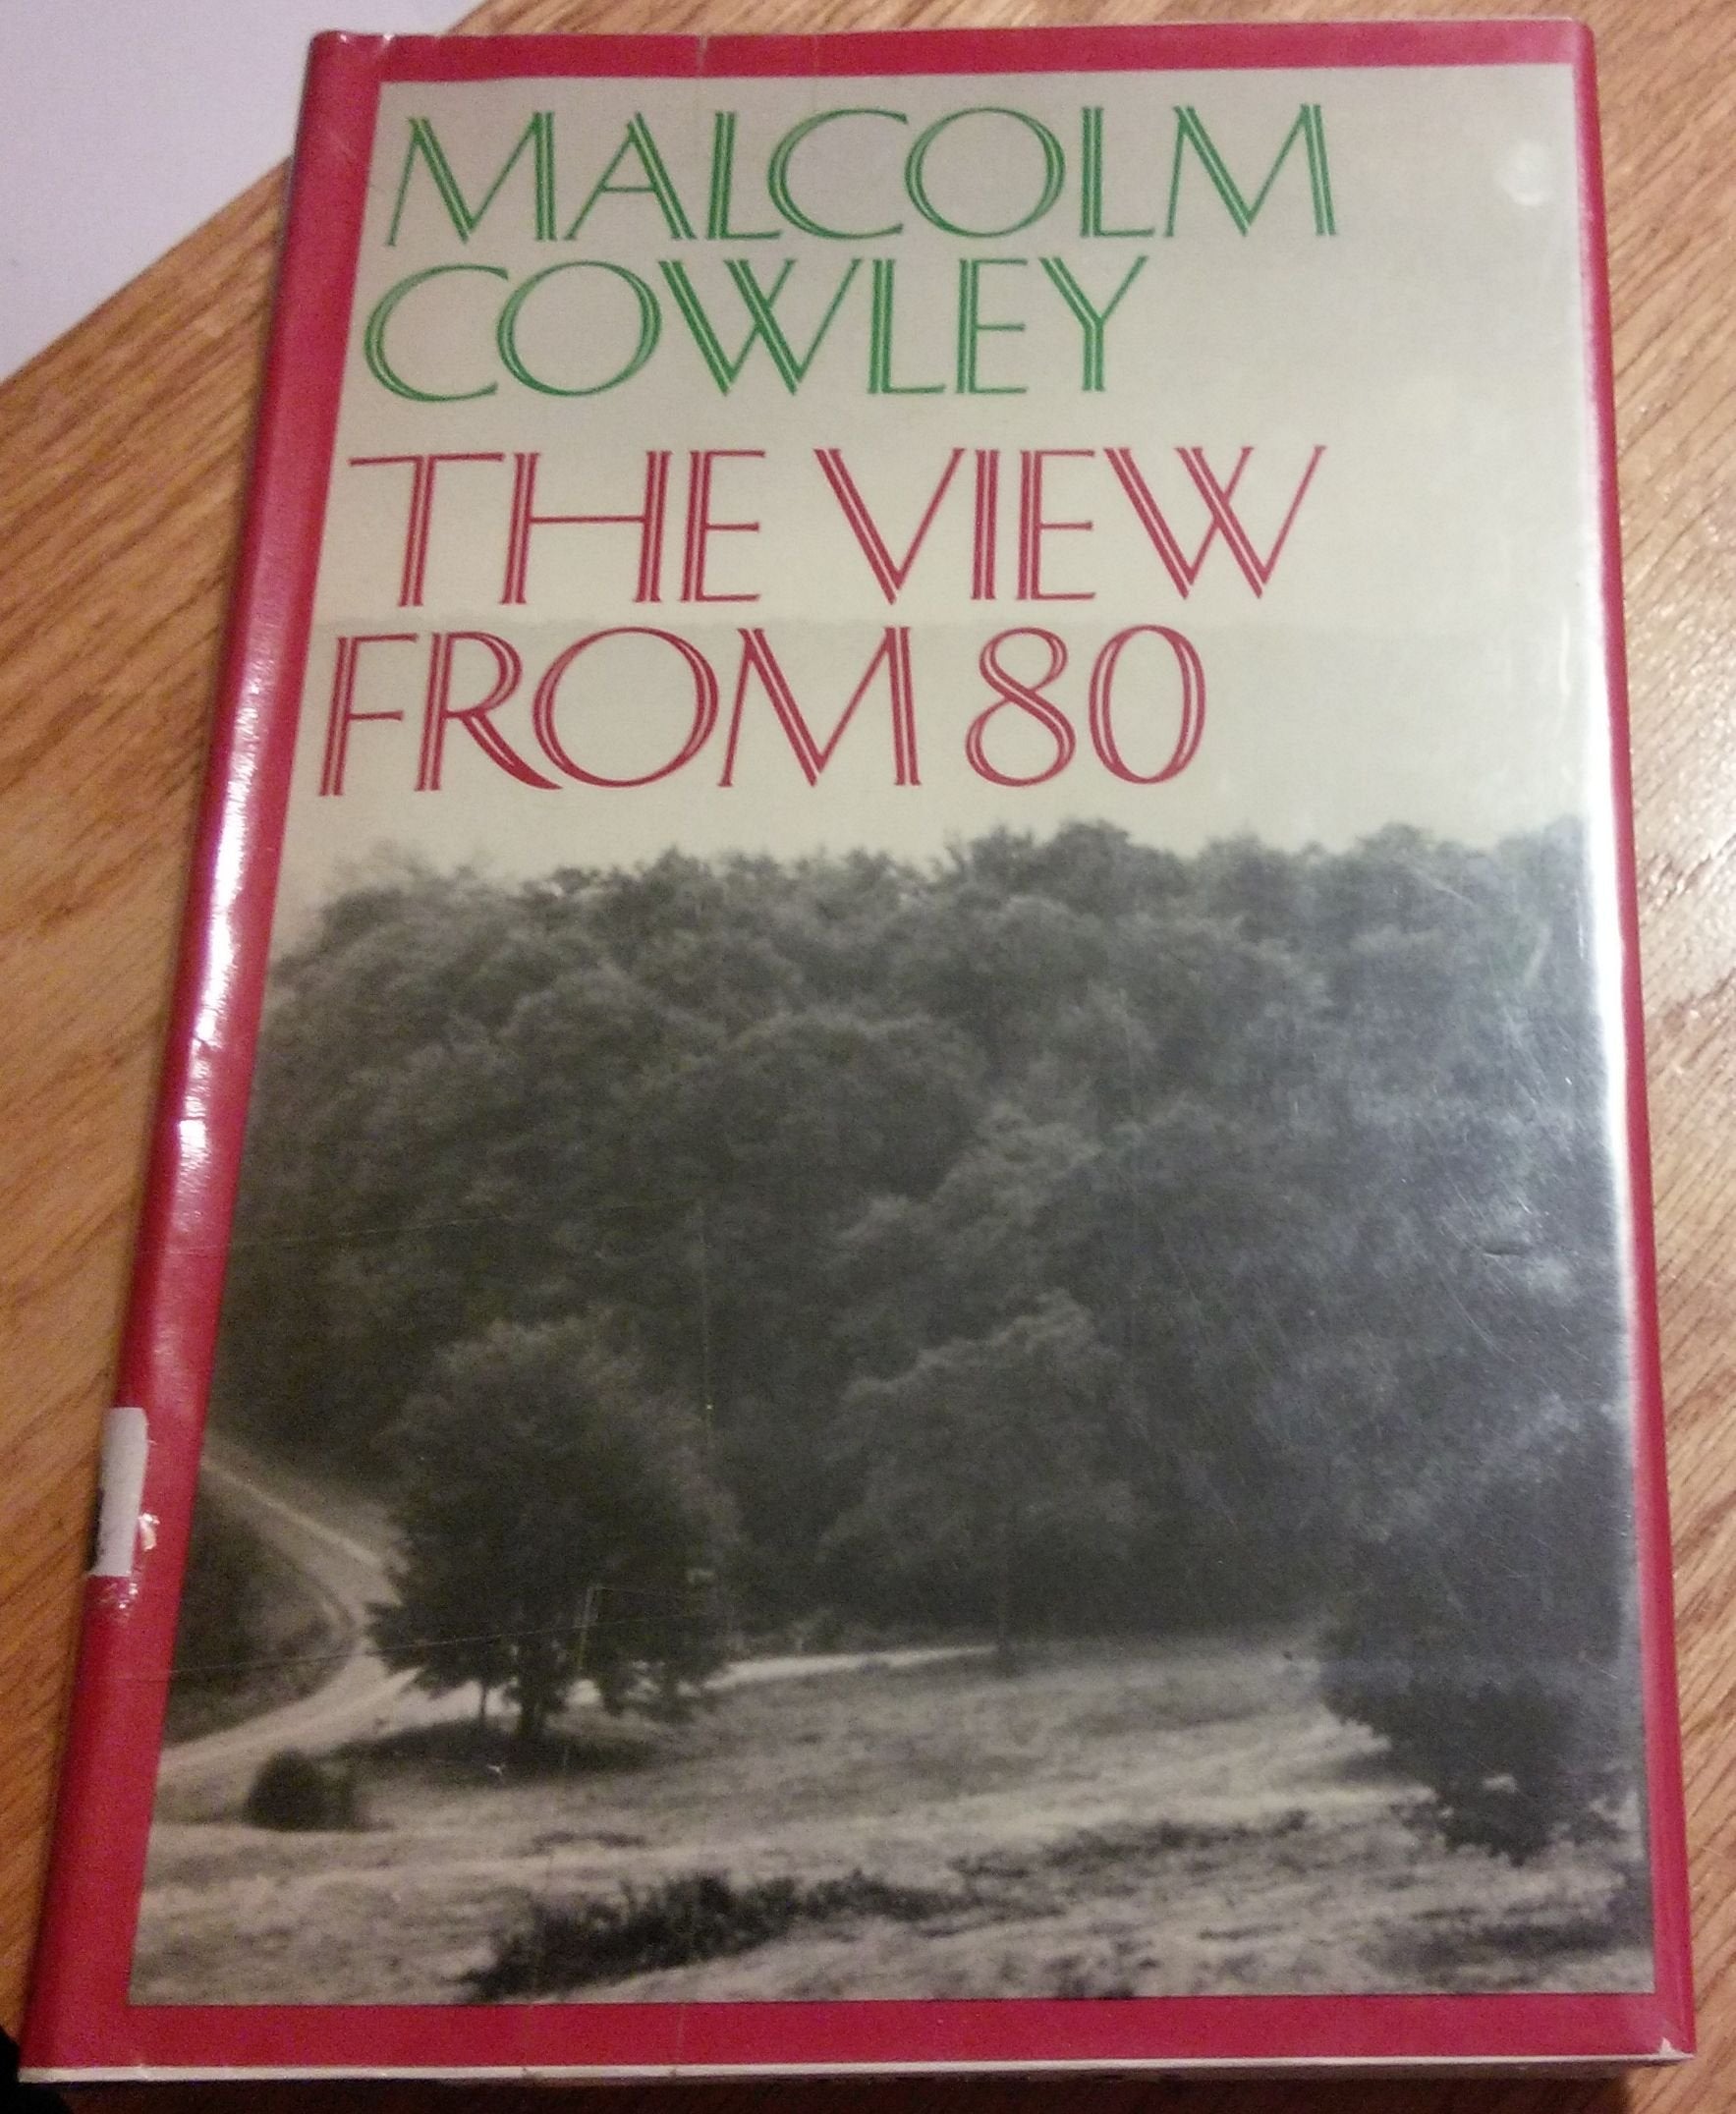 MALCOLM
COWLEY
THE VIEW
FROM 80